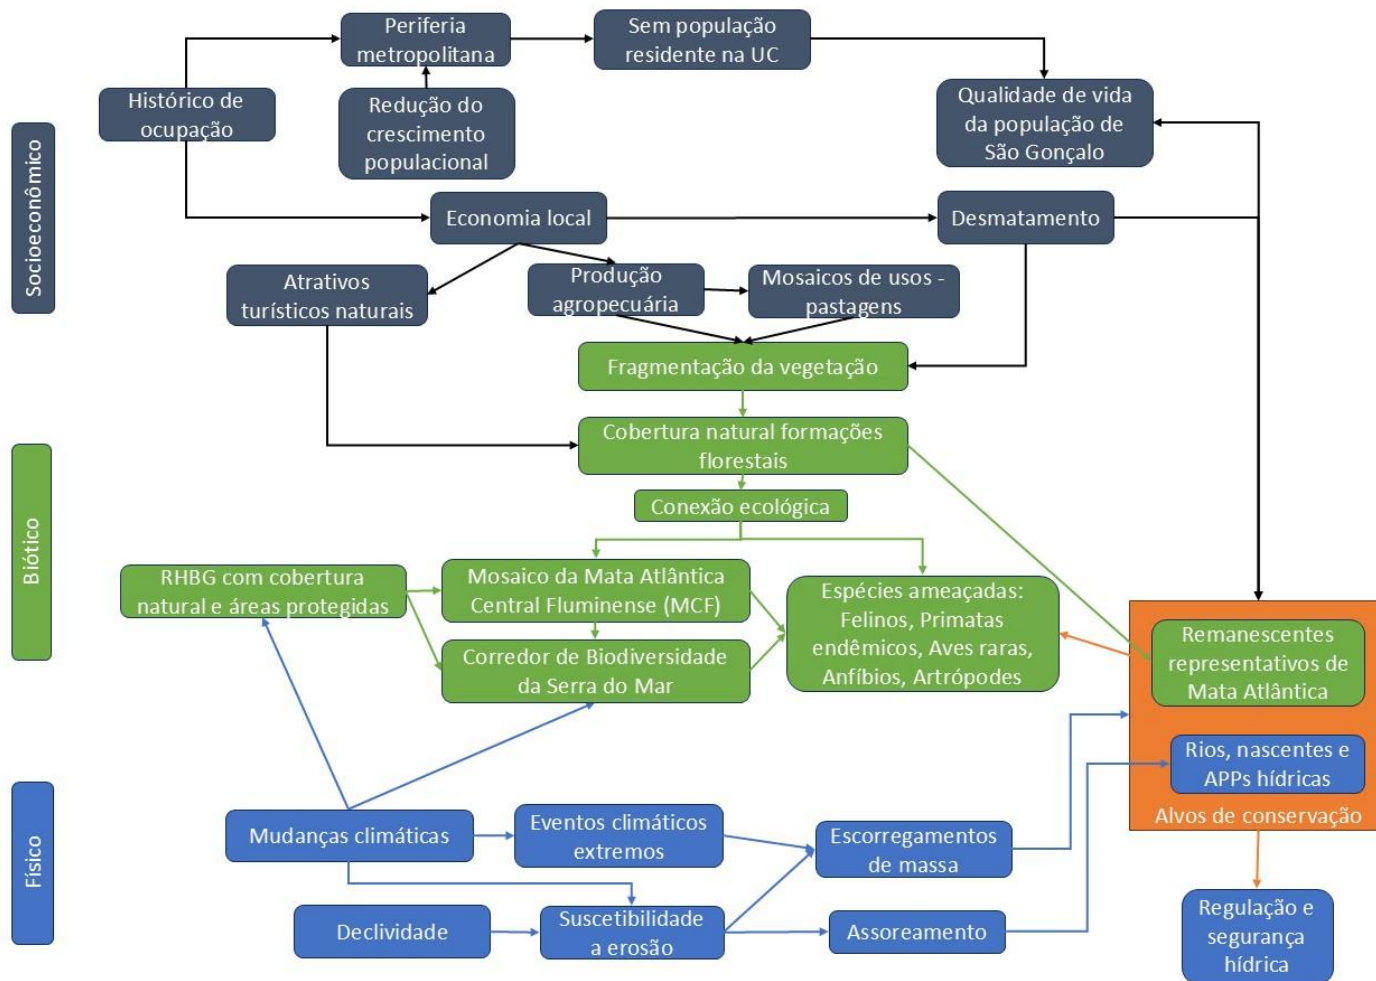 Socioeconômico
Periferia
metropolitana
Sem população
residente na UC
Histórico de
ocupação
Redução do
crescimento
populacional
Qualidade de vida
da população de
São Gonçalo
Economia local
Desmatamento
Atrativos
turísticos naturais
Produção
agropecuária
Mosaicos de usos -
pastagens
Biótico
Fragmentação da vegetação
Cobertura natural formações
florestais
Conexão ecológica
RHBG com cobertura
natural e áreas protegidas
Mosaico da Mata Atlântica
Central Fluminense (MCF)
Corredor de Biodiversidade
da Serra do Mar
Espécies ameaçadas:
Felinos, Primatas
endêmicos, Aves raras,
Anfíbios, Artrópodes
Remanescentes
representativos de
Mata Atlântica
Rios, nascentes e
APPs hídricas
Alvos de conservação
Físico
Mudanças climáticas
Eventos climáticos
extremos
Escorregamentos
de massa
Declividade
Suscetibilidade
a erosão
Assoreamento
Regulação e
segurança
hídrica